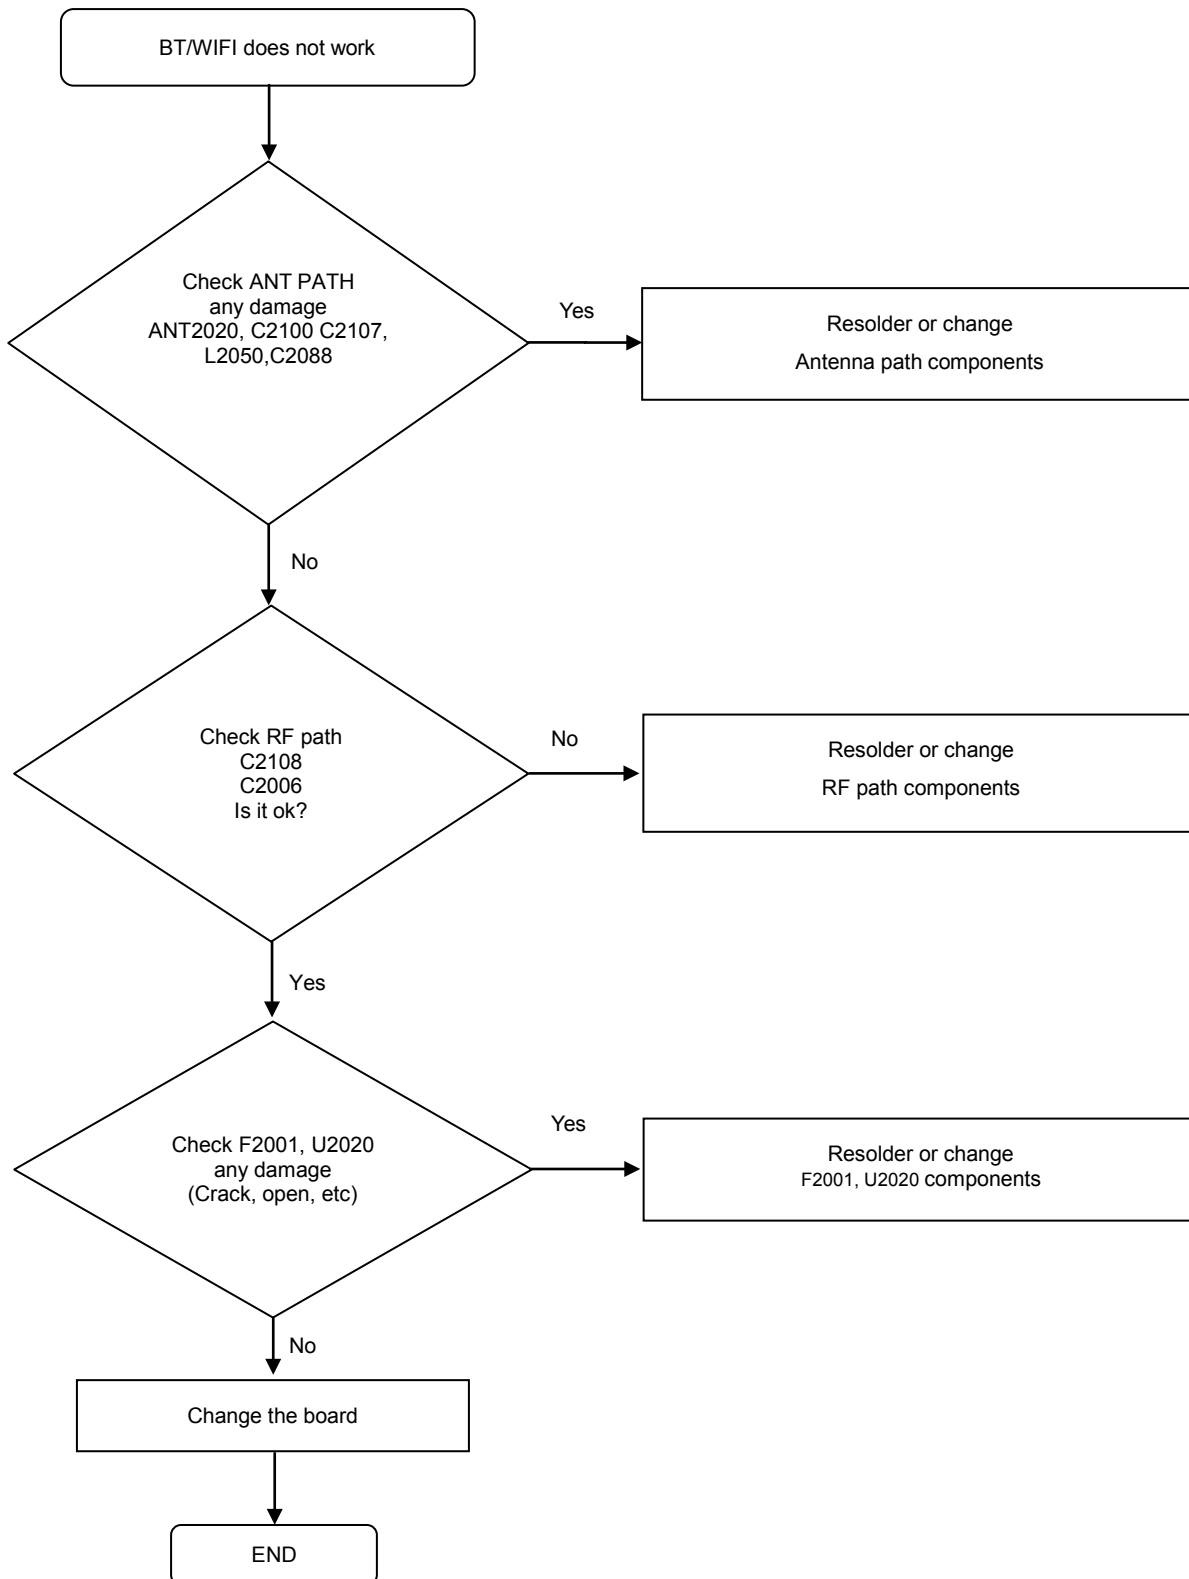 BT/WIFI does not work
Check ANT PATH
any damage
ANT2020, C2100 C2107,
L2050,C2088
Yes
Resolder or change
Antenna path components
No
Check RF path
C2108
C2006
Is it ok?
No
Resolder or change
RF path components
Yes
Check F2001, U2020
any damage
(Crack, open, etc)
Yes
Resolder or change
F2001, U2020 components
No
Change the board
END